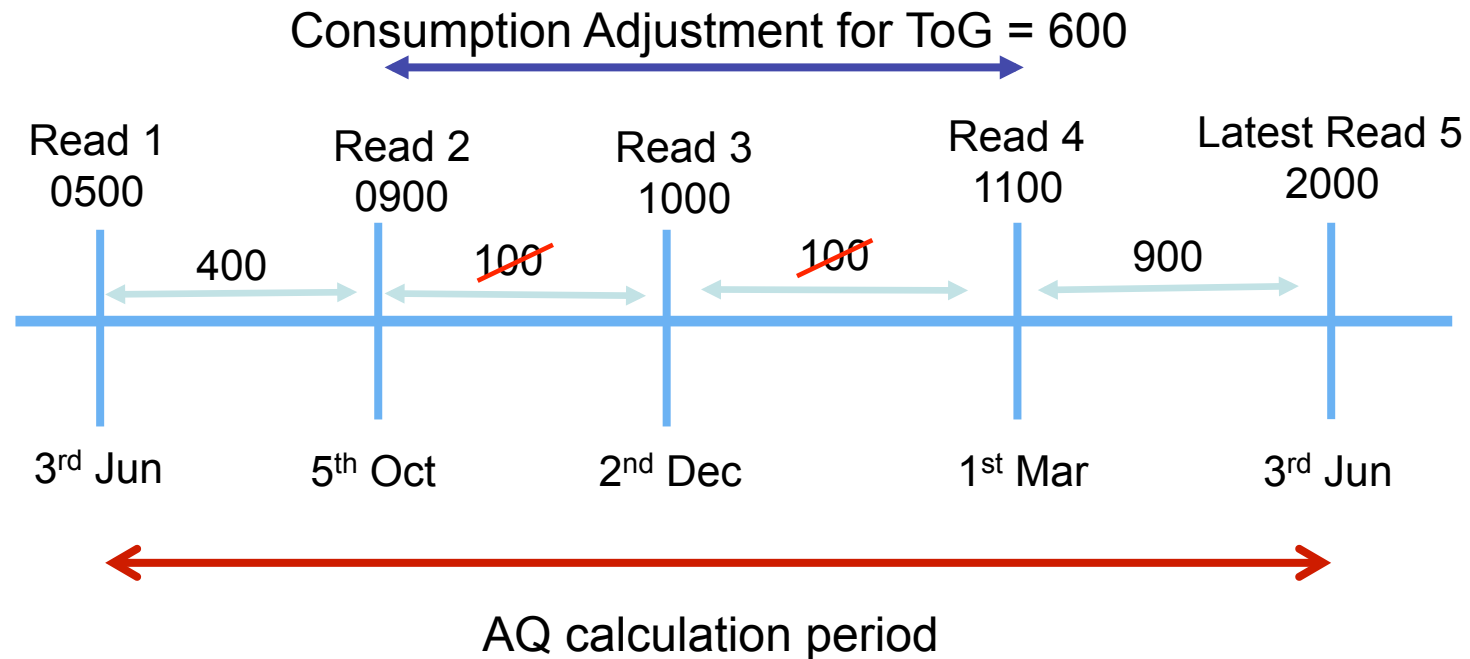 Consumption Adjustment for ToG = 600
Read 1
0500
Read 2
0900
Read 3
1000
Read 4
1100
Latest Read 5
2000
400
100
100
900
3rd Jun
5th Oct
2nd Dec
1st Mar
3rd Jun
AQ calculation period